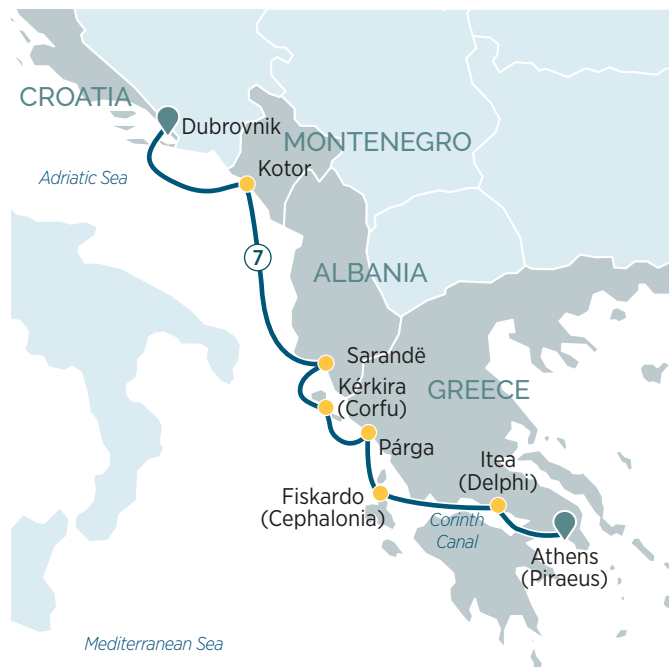 CROATIA
Dubrovnik
MONTENEGRO
Kotor
Adriatic Sea
7
ALBANIA
Sarandë
Kérkira
(Corfu)
GREECE
Párga
Itea
(Delphi)
Fiskardo
(Cephalonia)
Corinth
Canal
Athens
(Piraeus)
Mediterranean Sea